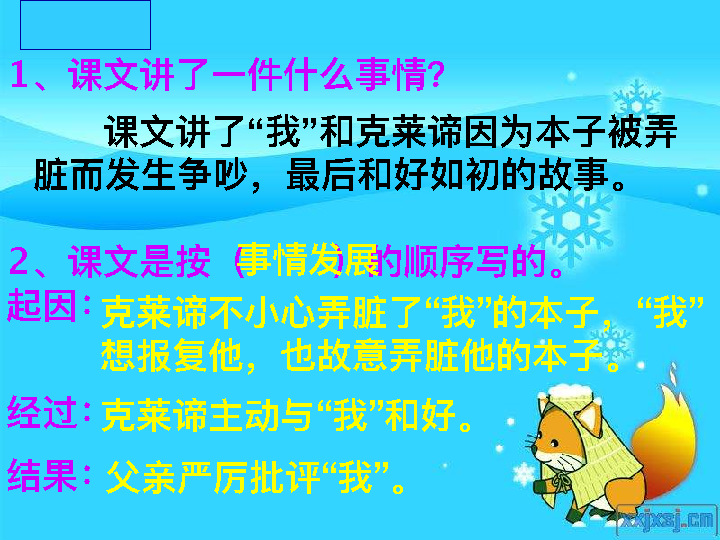 1、课文讲了一件什么事情？
课文讲了“我”和克莱谛因为本子被弄
脏而发生争吵，最后和好如初的故事。
2、课文是按（事情发展）的顺序写的。
起因：克莱谛不小心弄脏了“我”的本子，“我”
想报复他，也故意弄脏他的本子。
经过：克莱谛主动与“我”和好。
结果：父亲严厉批评“我”。
xxjxsj.cn